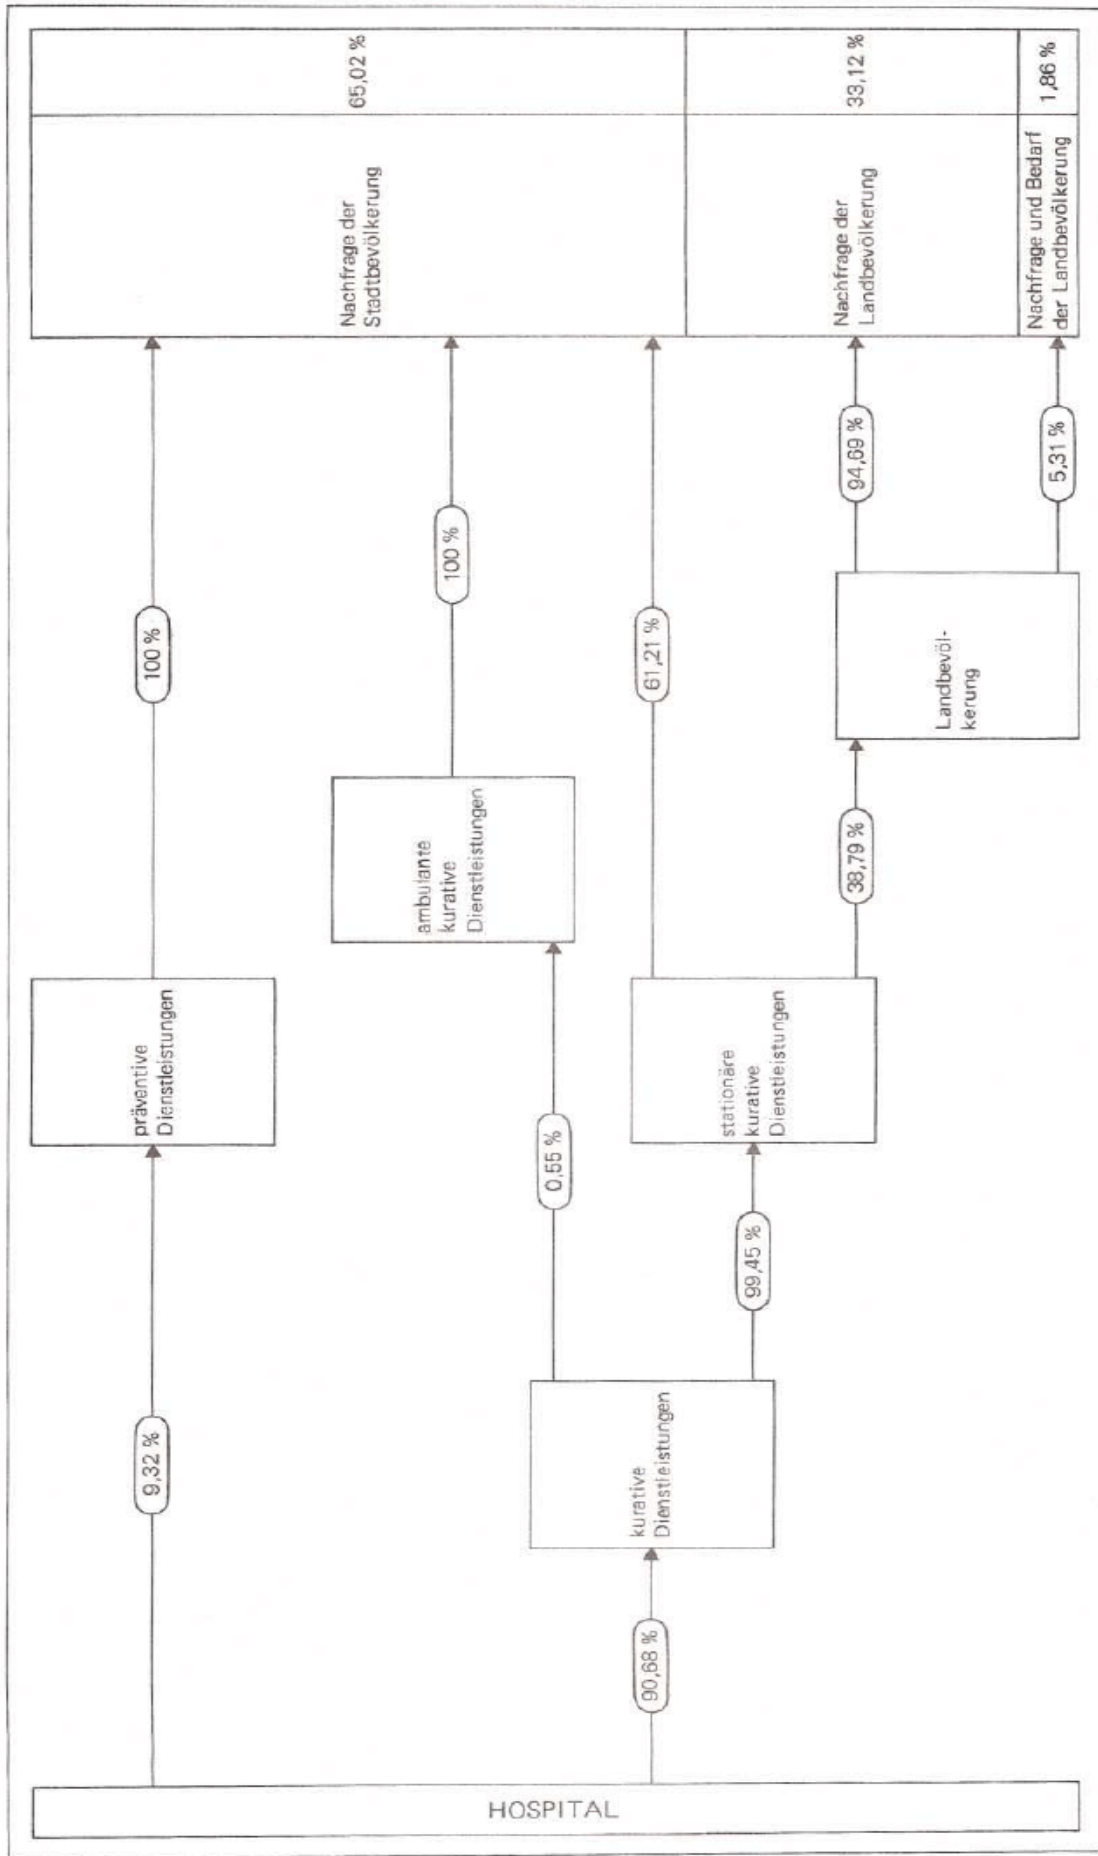 HOSPITAL
9,32 %
90,68 %
präventive
Dienstleistungen
kurative
Dienstleistungen
0,55 %
99,45 %
ambulante
kurative
Dienstleistungen
stationäre
kurative
Dienstleistungen
100 %
100 %
61,21 %
38,79 %
Landbevöl-
kerung
94,69 %
5,31 %
Nachfrage der
Stadtbevölkerung
65,02 %
Nachfrage der
Landbevölkerung
33,12 %
Nachfrage und Bedarf
der Landbevölkerung
1,86 %